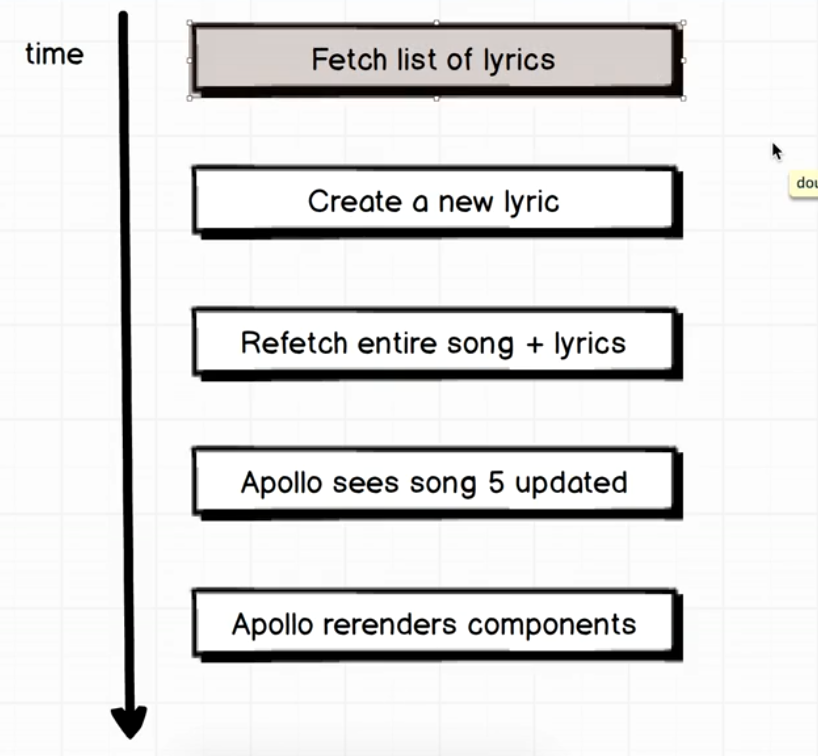 time
Fetch list of lyrics
Create a new lyric
Refetch entire song + lyrics
Apollo sees song 5 updated
Apollo rerenders components